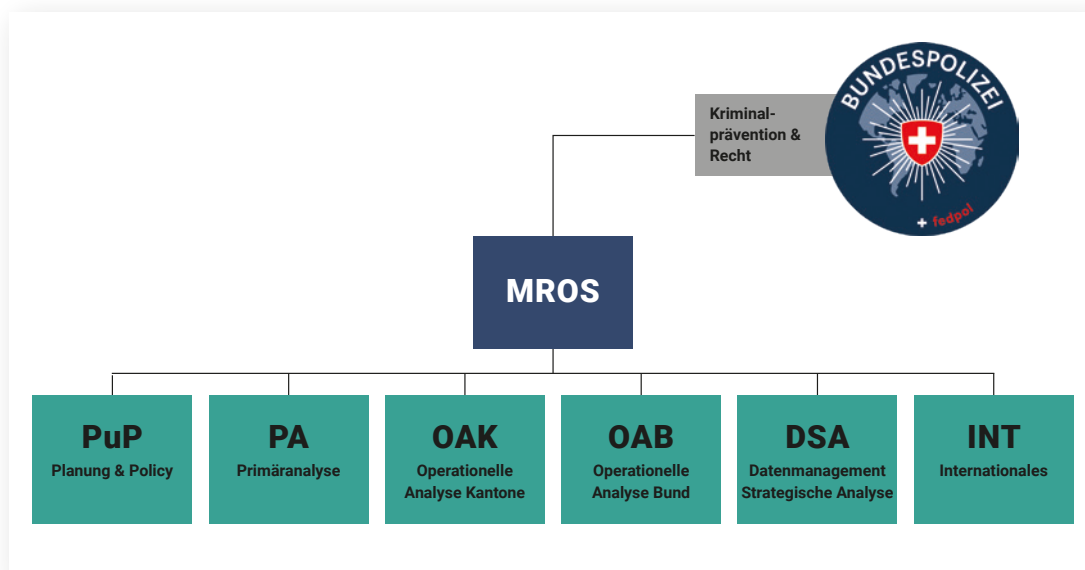 BUNDESPOLIZEI
Kriminal-
prävention &
Recht
fedpol
MROS
PuP
Planung & Policy
PA
Primäranalyse
OAK
Operationelle
Analyse Kantone
OAB
Operationelle
Analyse Bund
DSA
Datenmanagement
Strategische Analyse
INT
Internationales